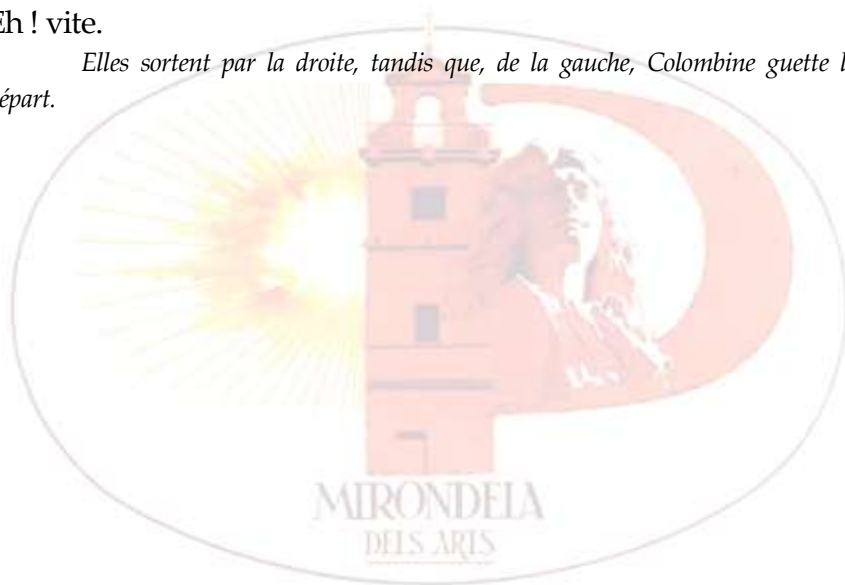 Eh ! vite.
Elles sortent par la droite, tandis que, de la gauche, Colombine guette l
épart.
MIRONDELA
DELS ARTS